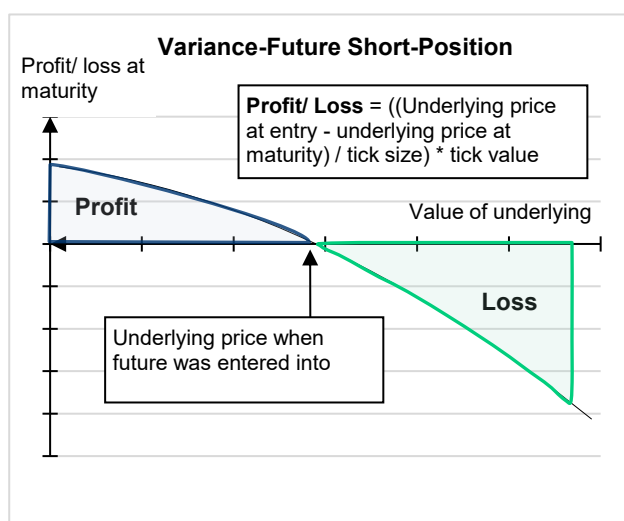 Variance-Future Short-Position
Profit/ loss at
maturity
Profit/ Loss = ((Underlying price
at entry - underlying price at
maturity) / tick size) * tick value
Profit
Value of underlying
Loss
Underlying price when
future was entered into